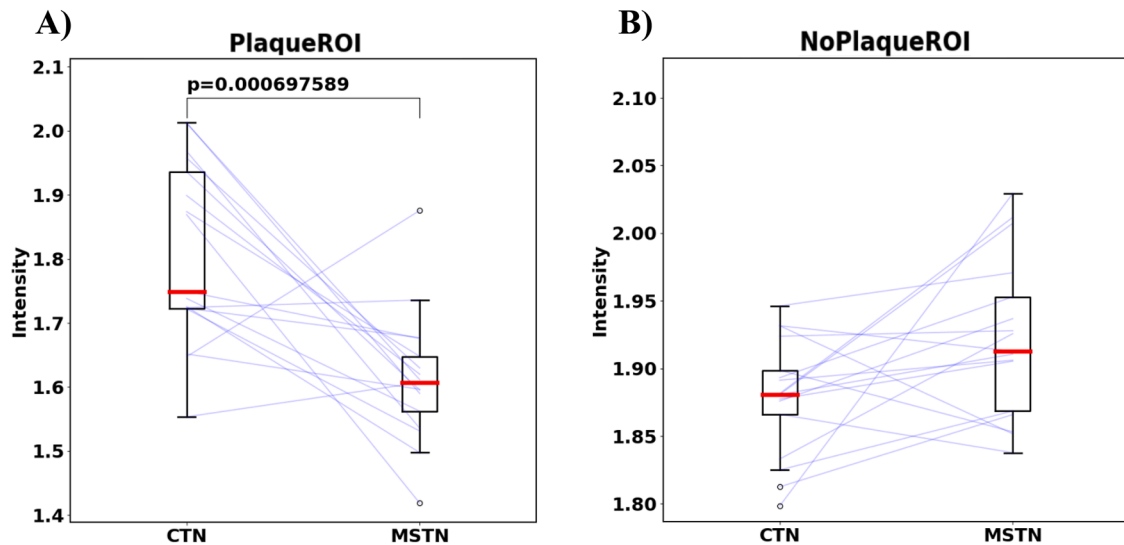 A)
PlaqueROI
p=0.000697589
2.1
2.0
1.9
1.8
1.7
1.6
1.5
1.4
Intensity
CTN
MSTN
B)
NoPlaqueROI
2.10
2.05
2.00
1.95
1.90
1.85
1.80
Intensity
CTN
MSTN